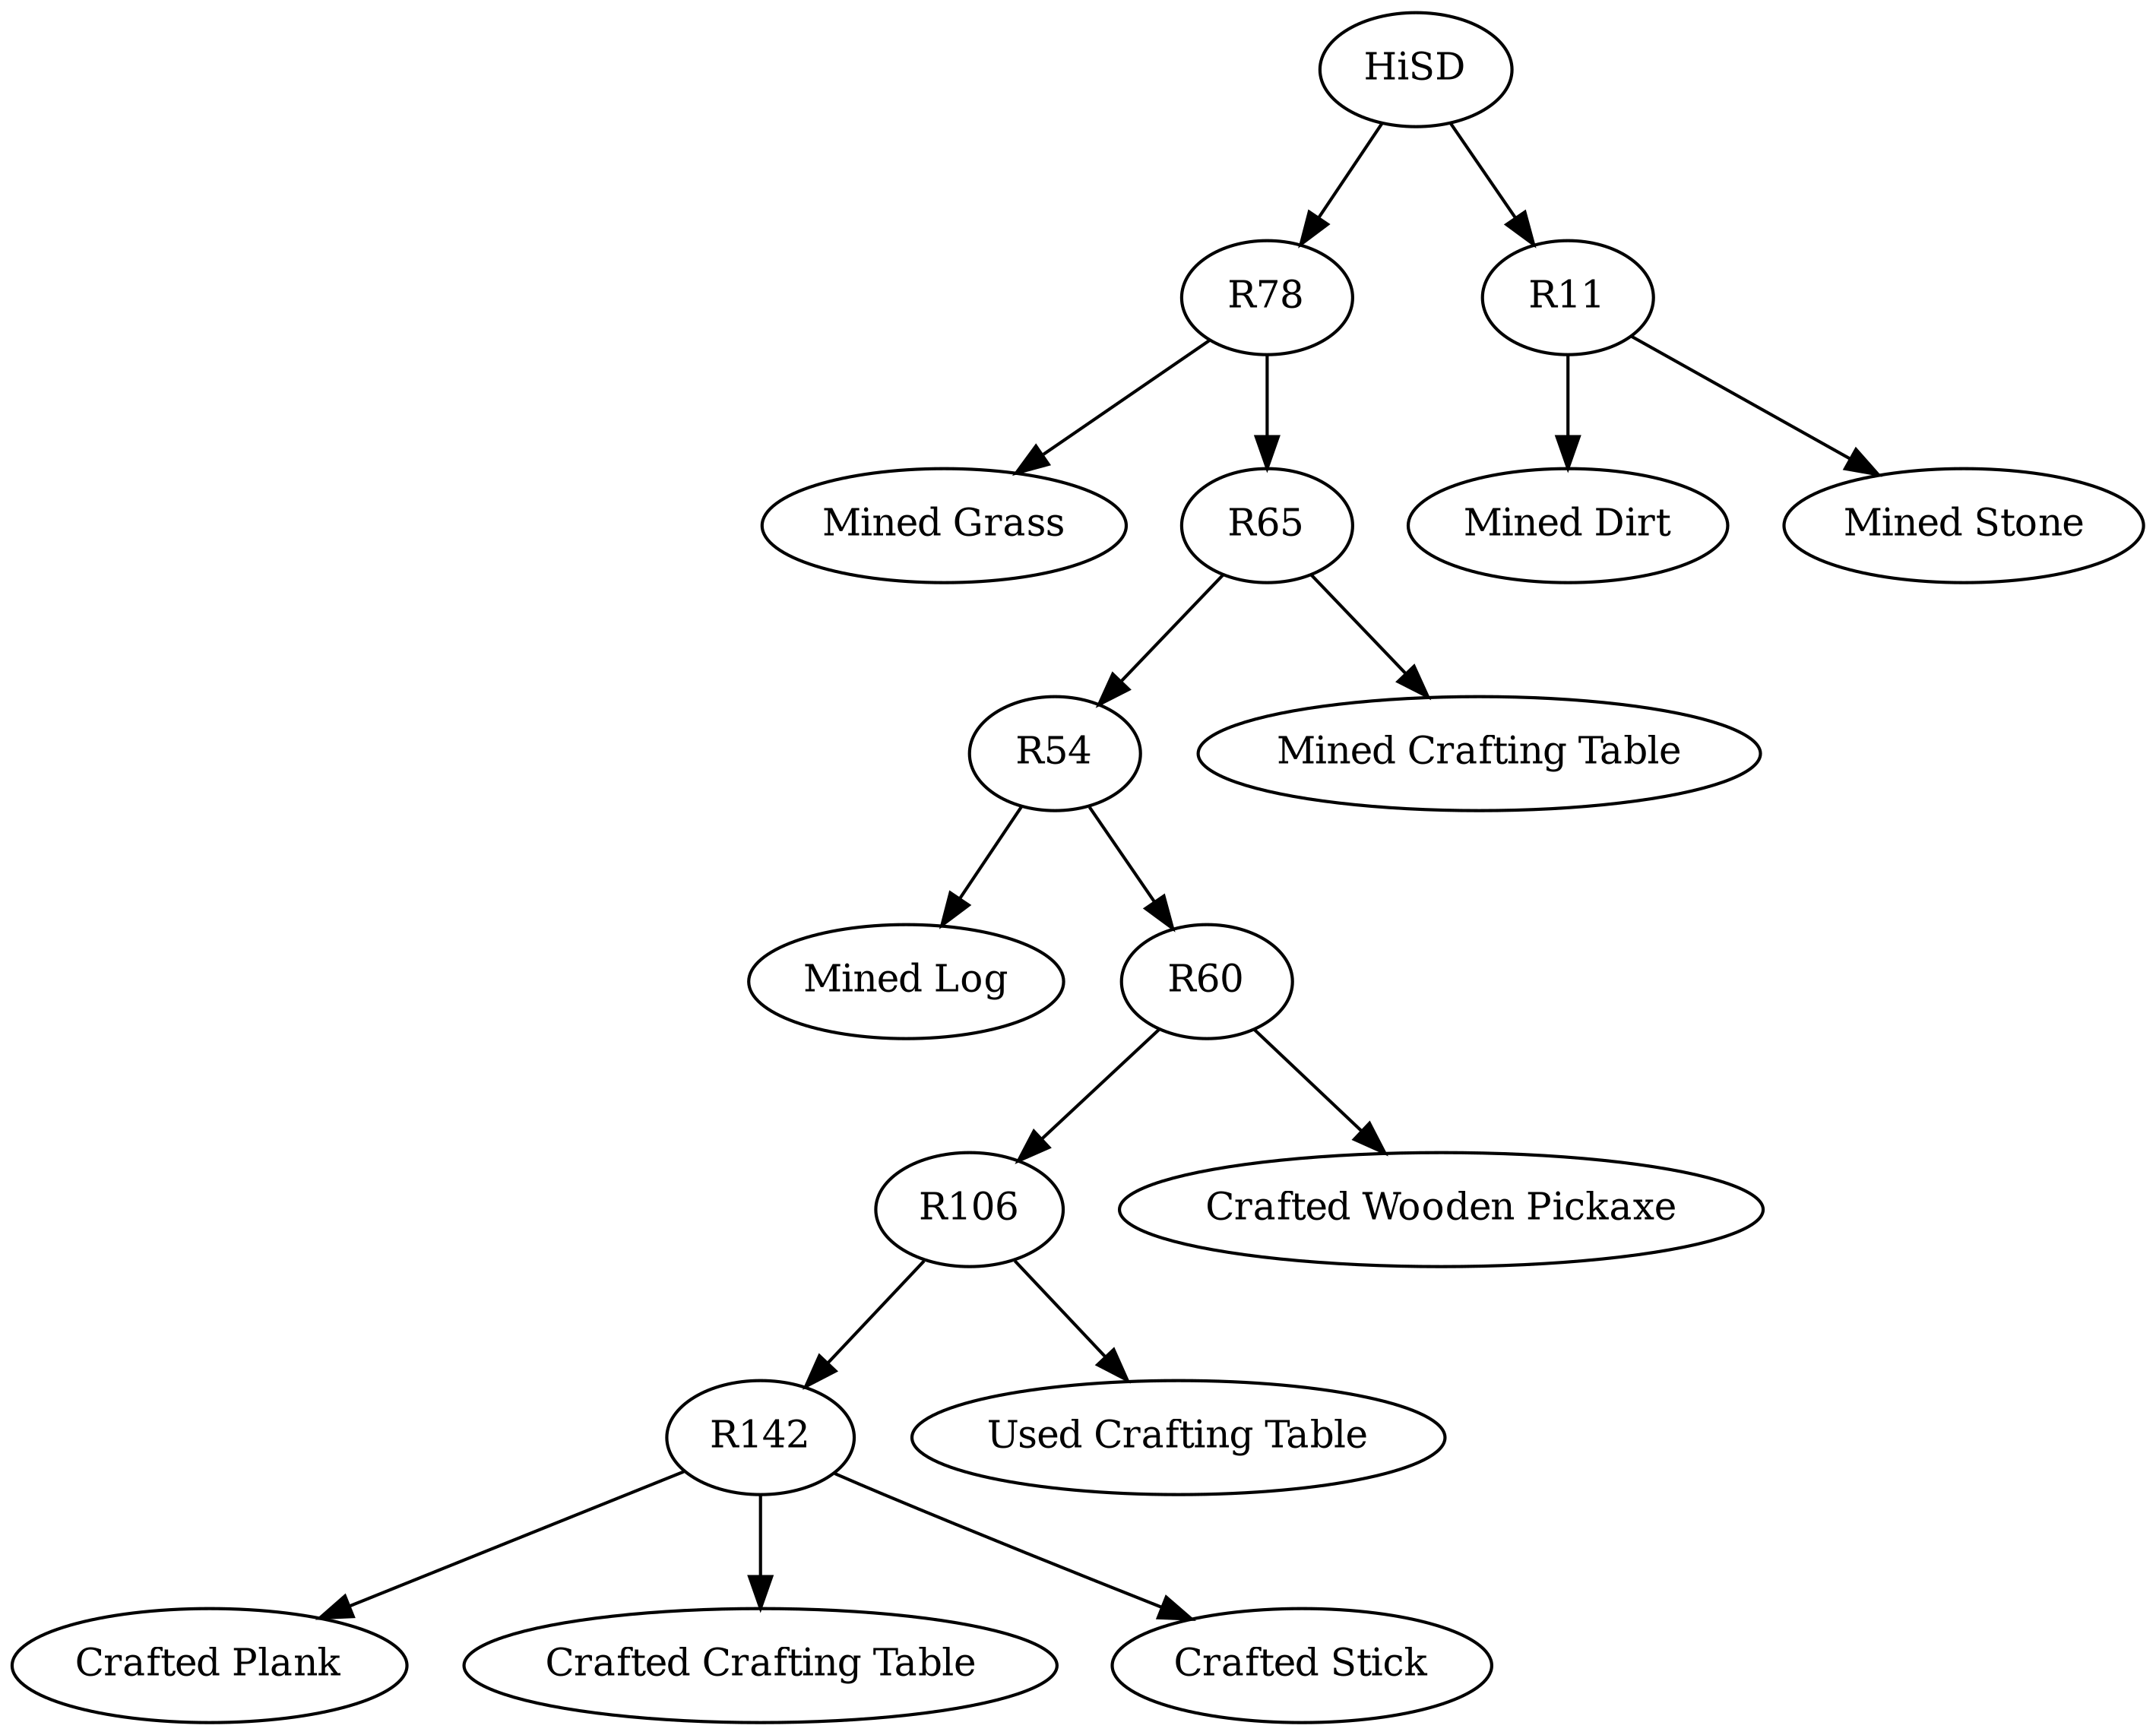 HiSD
R78
R11
Mined Grass
R65
Mined Dirt
Mined Stone
R54
Mined Crafting Table
Mined Log
R60
R106
Crafted Wooden Pickaxe
R142
Used Crafting Table
Crafted Plank
Crafted Crafting Table
Crafted Stick